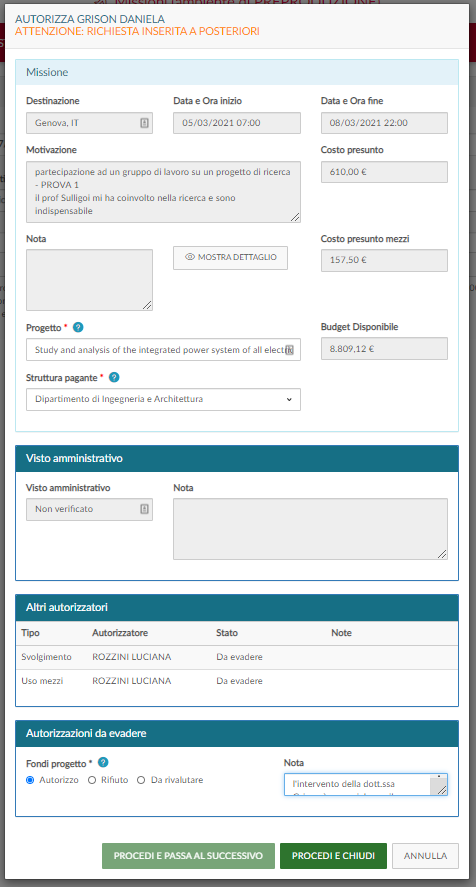 Missioni (ambiente di PREPRODUZIONE)
AUTORIZZA GRISON DANIELA
ATTENZIONE: RICHIESTA INSERITA A POSTERIORI
Missione
Destinazione Data e Ora inizio Data e Ora fine
Genova, IT 05/03/2021 07:00 08/03/2021 22:00
Motivazione Costo presunto
partecipazione ad un gruppo di lavoro su un progetto di ricerca 610,00 €
- PROVA 1
il prof Sulligoi mi ha coinvolto nella ricerca e sono
indispensabile
Nota Costo presunto mezzi
MOSTRA DETTAGLIO 157,50 €
Progetto * ? Budget Disponibile
Study and analysis of the integrated power system of all electri 8.809,12 €
Struttura pagante * ?
Dipartimento di Ingegneria e Architettura
Visto amministrativo
Visto amministrativo Nota
Non verificato
Altri autorizzatori
Tipo Autorizzatore Stato Note
Svolgimento ROZZINI LUCIANA Da evadere
Uso mezzi ROZZINI LUCIANA Da evadere
Autorizzazioni da evadere
Fondi progetto * ? Nota
Autorizzo Rifiuto Da rivalutare l'intervento della dott.ssa
PROCEDI E PASSA AL SUCCESSIVO PROCEDI E CHIUDI ANNULLA